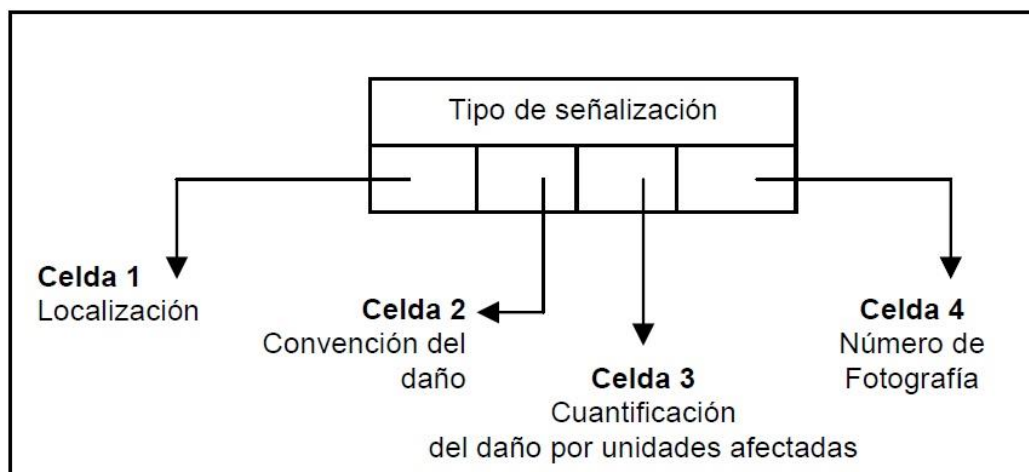 Tipo de señalización
Celda 1
Localización
Celda 2
Convención del
daño
Celda 3
Cuantificación
del daño por unidades afectadas
Celda 4
Número de
Fotografía